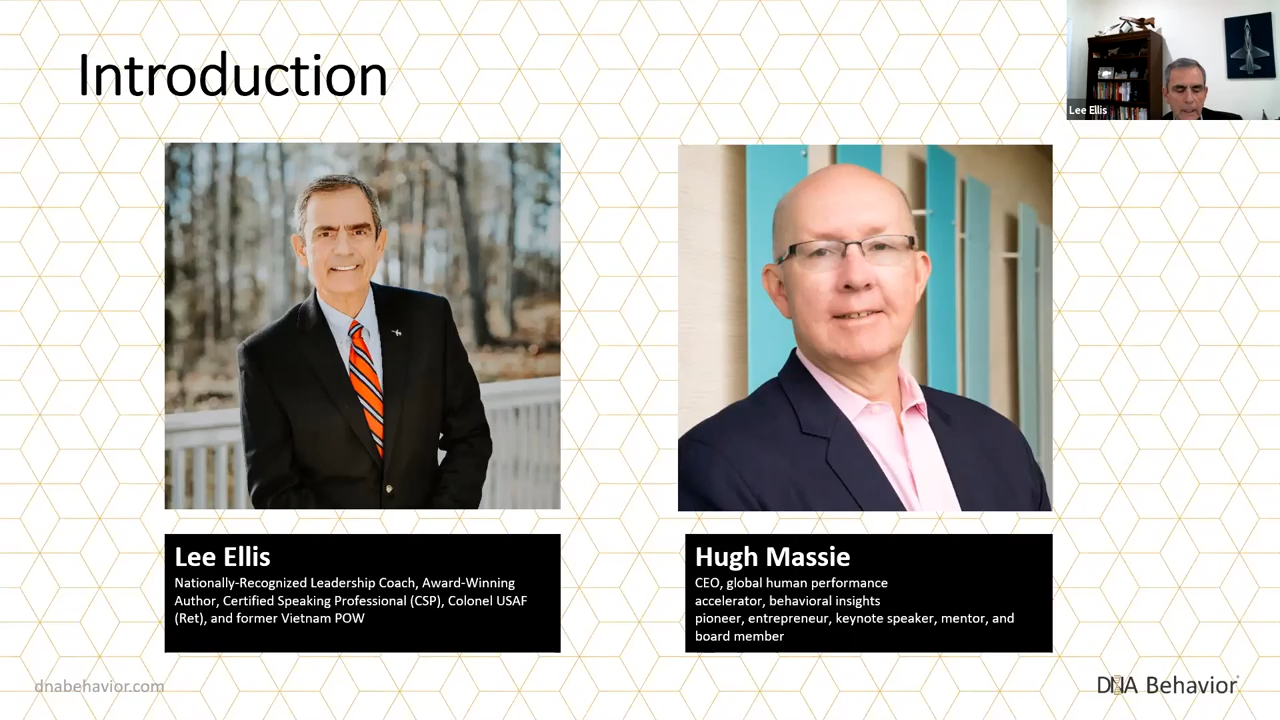 Introduction
Lee Ellis
Lee Ellis
Nationally-Recognized Leadership Coach, Award-Winning
Author, Certified Speaking Professional (CSP), Colonel USAF
(Ret), and former Vietnam POW
Hugh Massie
CEO, global human performance
accelerator, behavioral insights
pioneer, entrepreneur, keynote speaker, mentor, and
board member
dnabehavior.com
DNA Behavior